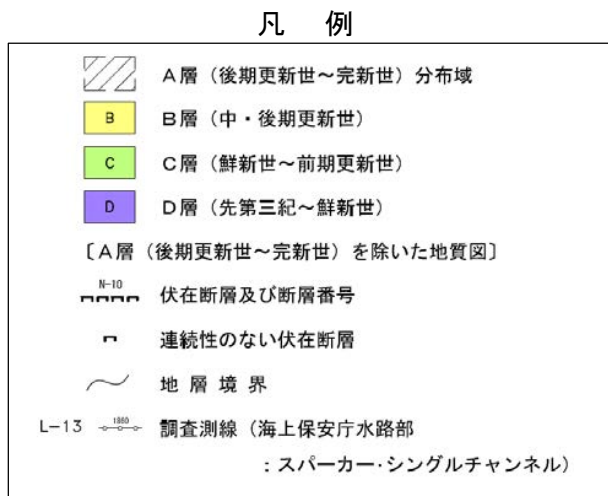 凡 例
A層（後期更新世～完新世）分布域
B B層（中・後期更新世）
C C層（鮮新世～前期更新世）
D D層（先第三紀～鮮新世）
〔A層（後期更新世～完新世）を除いた地質図〕
N-10 伏在断層及び断層番号
連続性のない伏在断層
地 層 境 界
L-13 1860 調査測線（海上保安庁水路部
：スパーカー・シングルチャンネル）